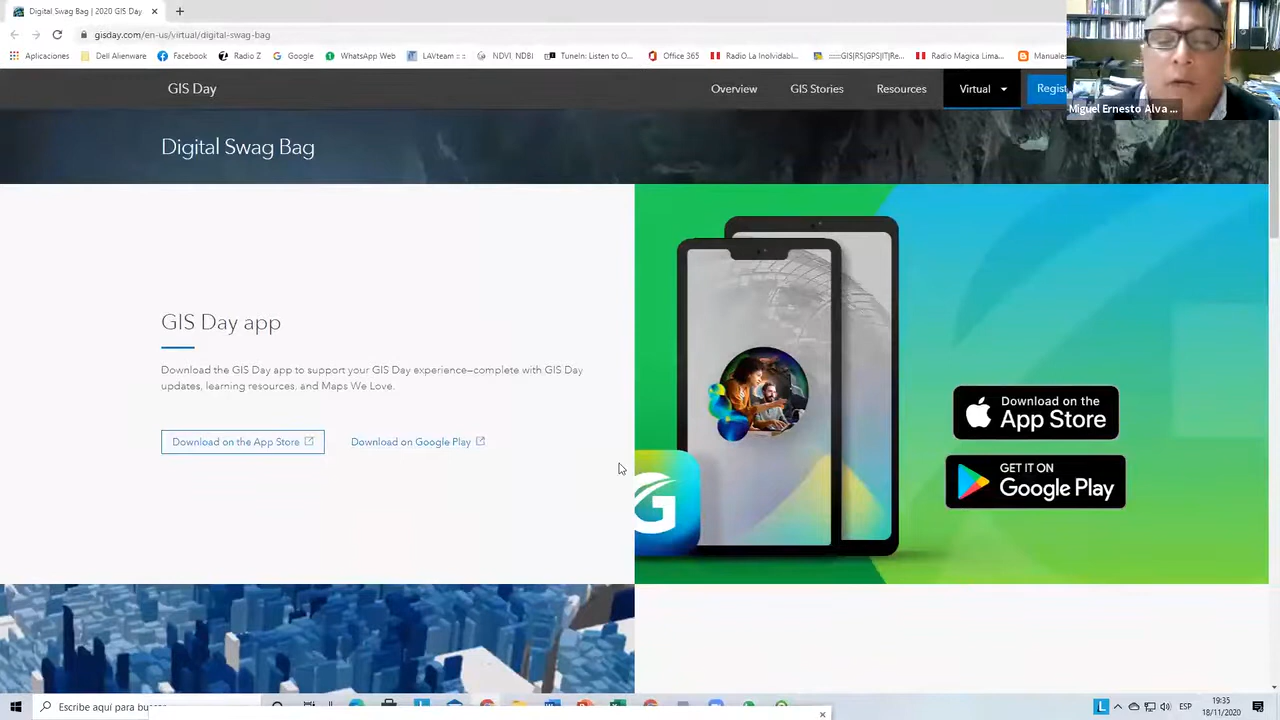 Digital Swag Bag | 2020 GIS Day
gisday.com/en-us/virtual/digital-swag-bag
Aplicaciones Dell Alienware Facebook Radio Z Google WhatsApp Web LAVteam NDVI, NDBI TuneIn: Listen to O... Office 365 Radio La Inolvidabl... Radio Magica Lima...
Miguel Ernesto Alva ...
GIS Day Overview GIS Stories Resources Virtual
Digital Swag Bag
GIS Day app
Download the GIS Day app to support your GIS Day experience—complete with GIS Day
updates, learning resources, and Maps We Love.
Download on the App Store Download on Google Play
Download on the
App Store
GET IT ON
Google Play
G
Escribe aquí para
ESP
19:35
18/11/2020